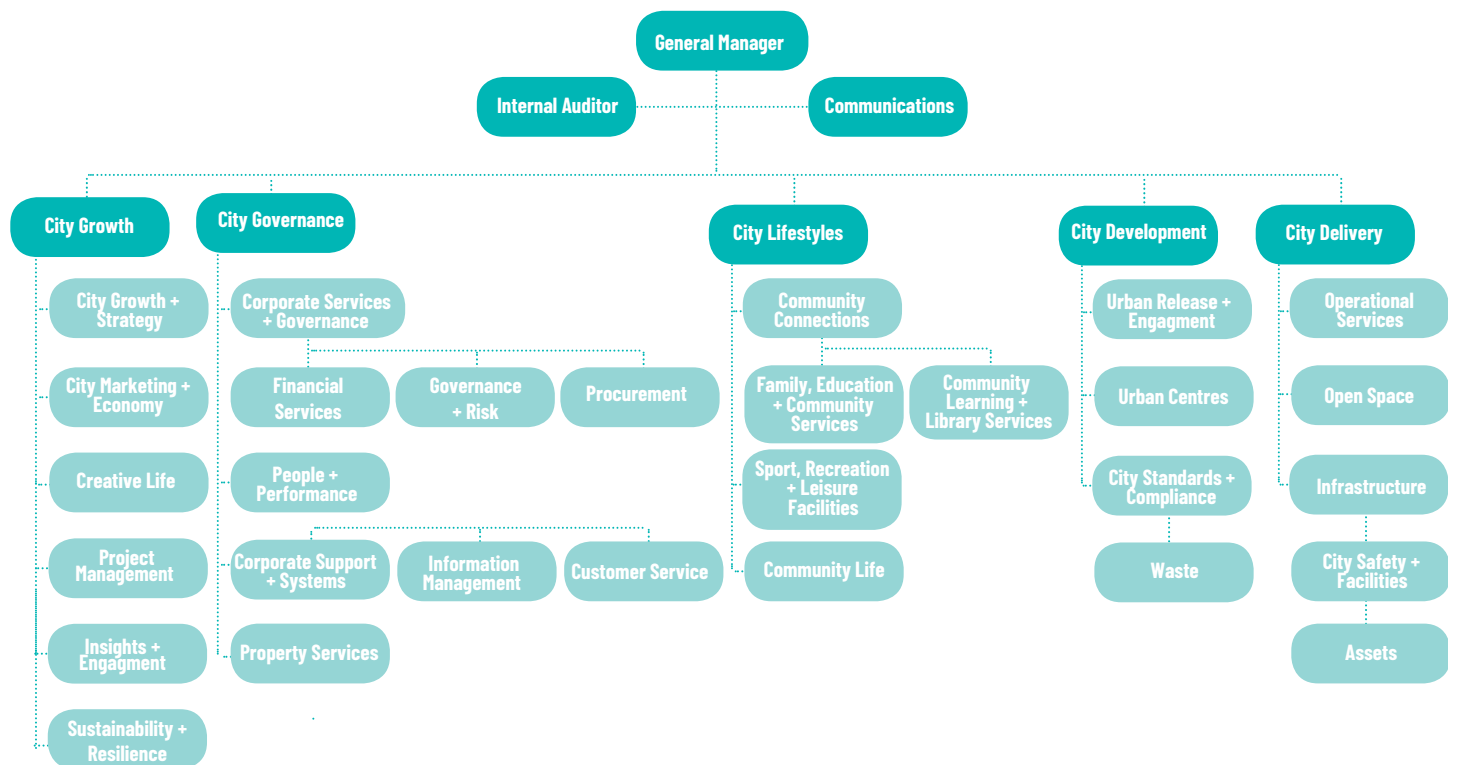 General Manager
Internal Auditor
Communications
City Growth
City Governance
City Lifestyles
City Development
City Delivery
City Growth +
Strategy
City Marketing +
Economy
Creative Life
Project
Management
Insights +
Engagment
Sustainability +
Resilience
Corporate Services
+ Governance
Financial
Services
Governance
+ Risk
Procurement
People +
Performance
Corporate Support
+ Systems
Information
Management
Customer Service
Property Services
Community
Connections
Family, Education
+ Community
Services
Community
Learning +
Library Services
Sport, Recreation
+ Leisure
Facilities
Community Life
Urban Release +
Engagment
Urban Centres
City Standards +
Compliance
Waste
Operational
Services
Open Space
Infrastructure
City Safety +
Facilities
Assets